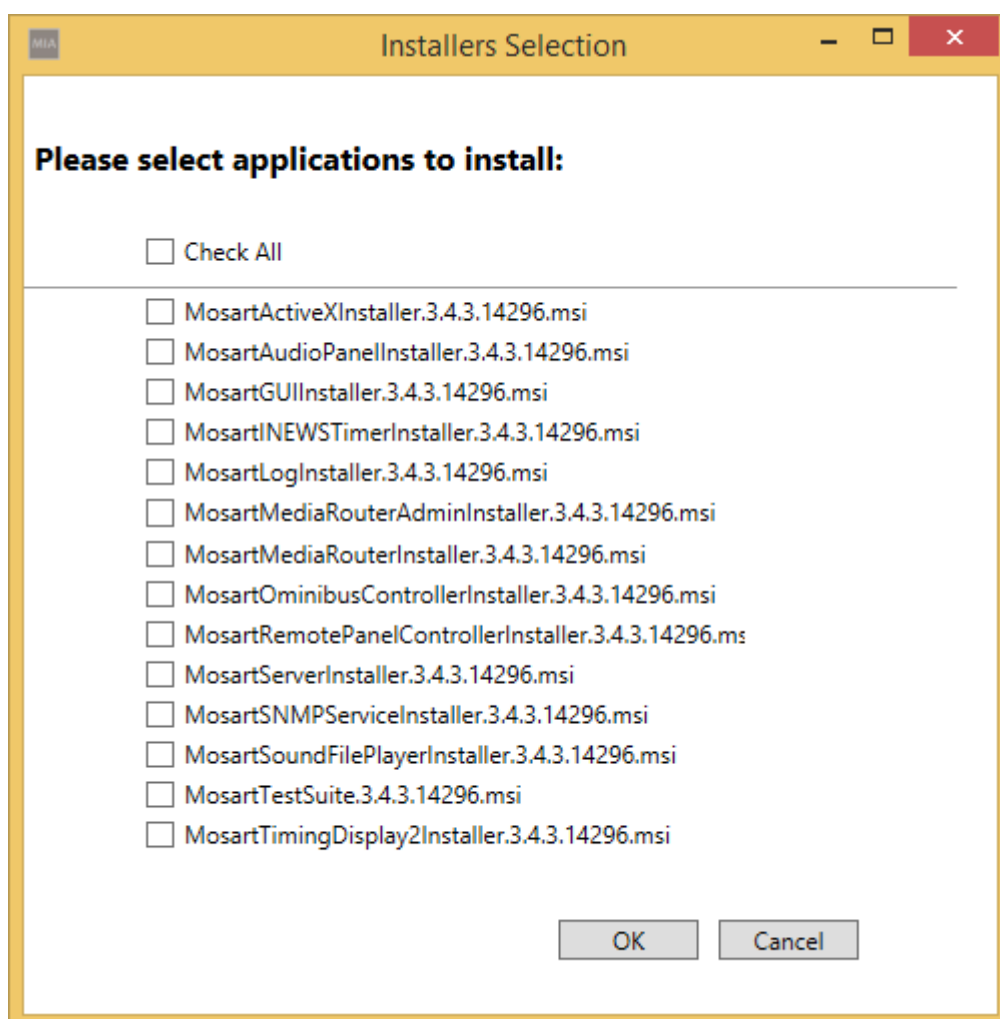 MIA
Installers Selection
Please select applications to install:
Check All
MosartActiveXInstaller.3.4.3.14296.msi
MosartAudioPanelInstaller.3.4.3.14296.msi
MosartGUIInstaller.3.4.3.14296.msi
MosartINEWSTimerInstaller.3.4.3.14296.msi
MosartLogInstaller.3.4.3.14296.msi
MosartMediaRouterAdminInstaller.3.4.3.14296.msi
MosartMediaRouterInstaller.3.4.3.14296.msi
MosartOminibusControllerInstaller.3.4.3.14296.msi
MosartRemotePanelControllerInstaller.3.4.3.14296.ms
MosartServerInstaller.3.4.3.14296.msi
MosartSNMPServiceInstaller.3.4.3.14296.msi
MosartSoundFilePlayerInstaller.3.4.3.14296.msi
MosartTestSuite.3.4.3.14296.msi
MosartTimingDisplay2Installer.3.4.3.14296.msi
OK Cancel